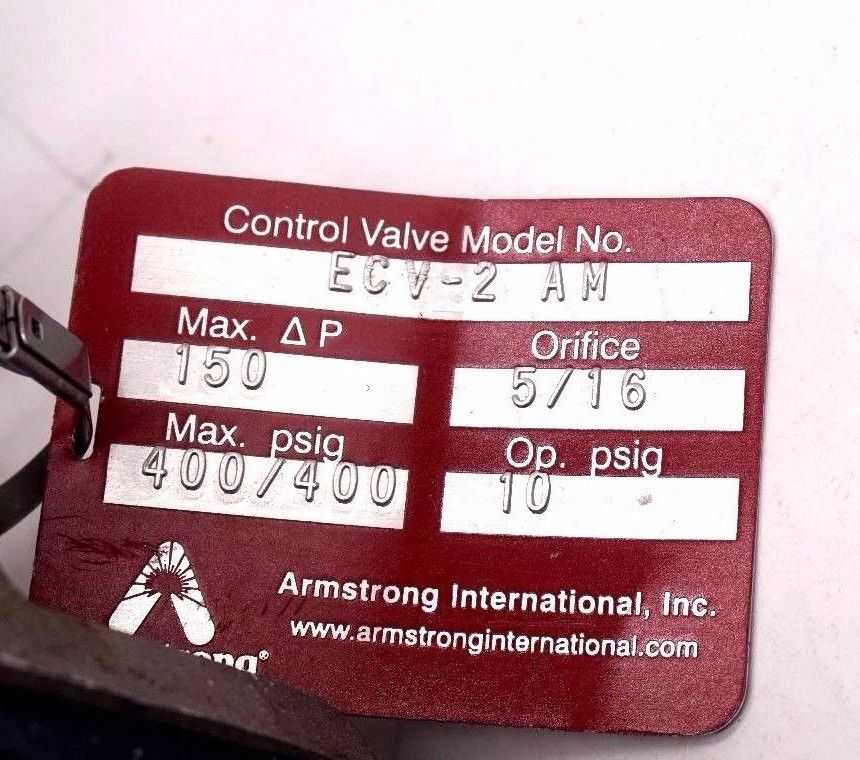 Control Valve Model No.
ECV-2 AM
Max. Δ P
Orifice
150
5/16
Max. psig
Op. psig
400/400
10
Armstrong International, Inc.
www.armstronginternational.com